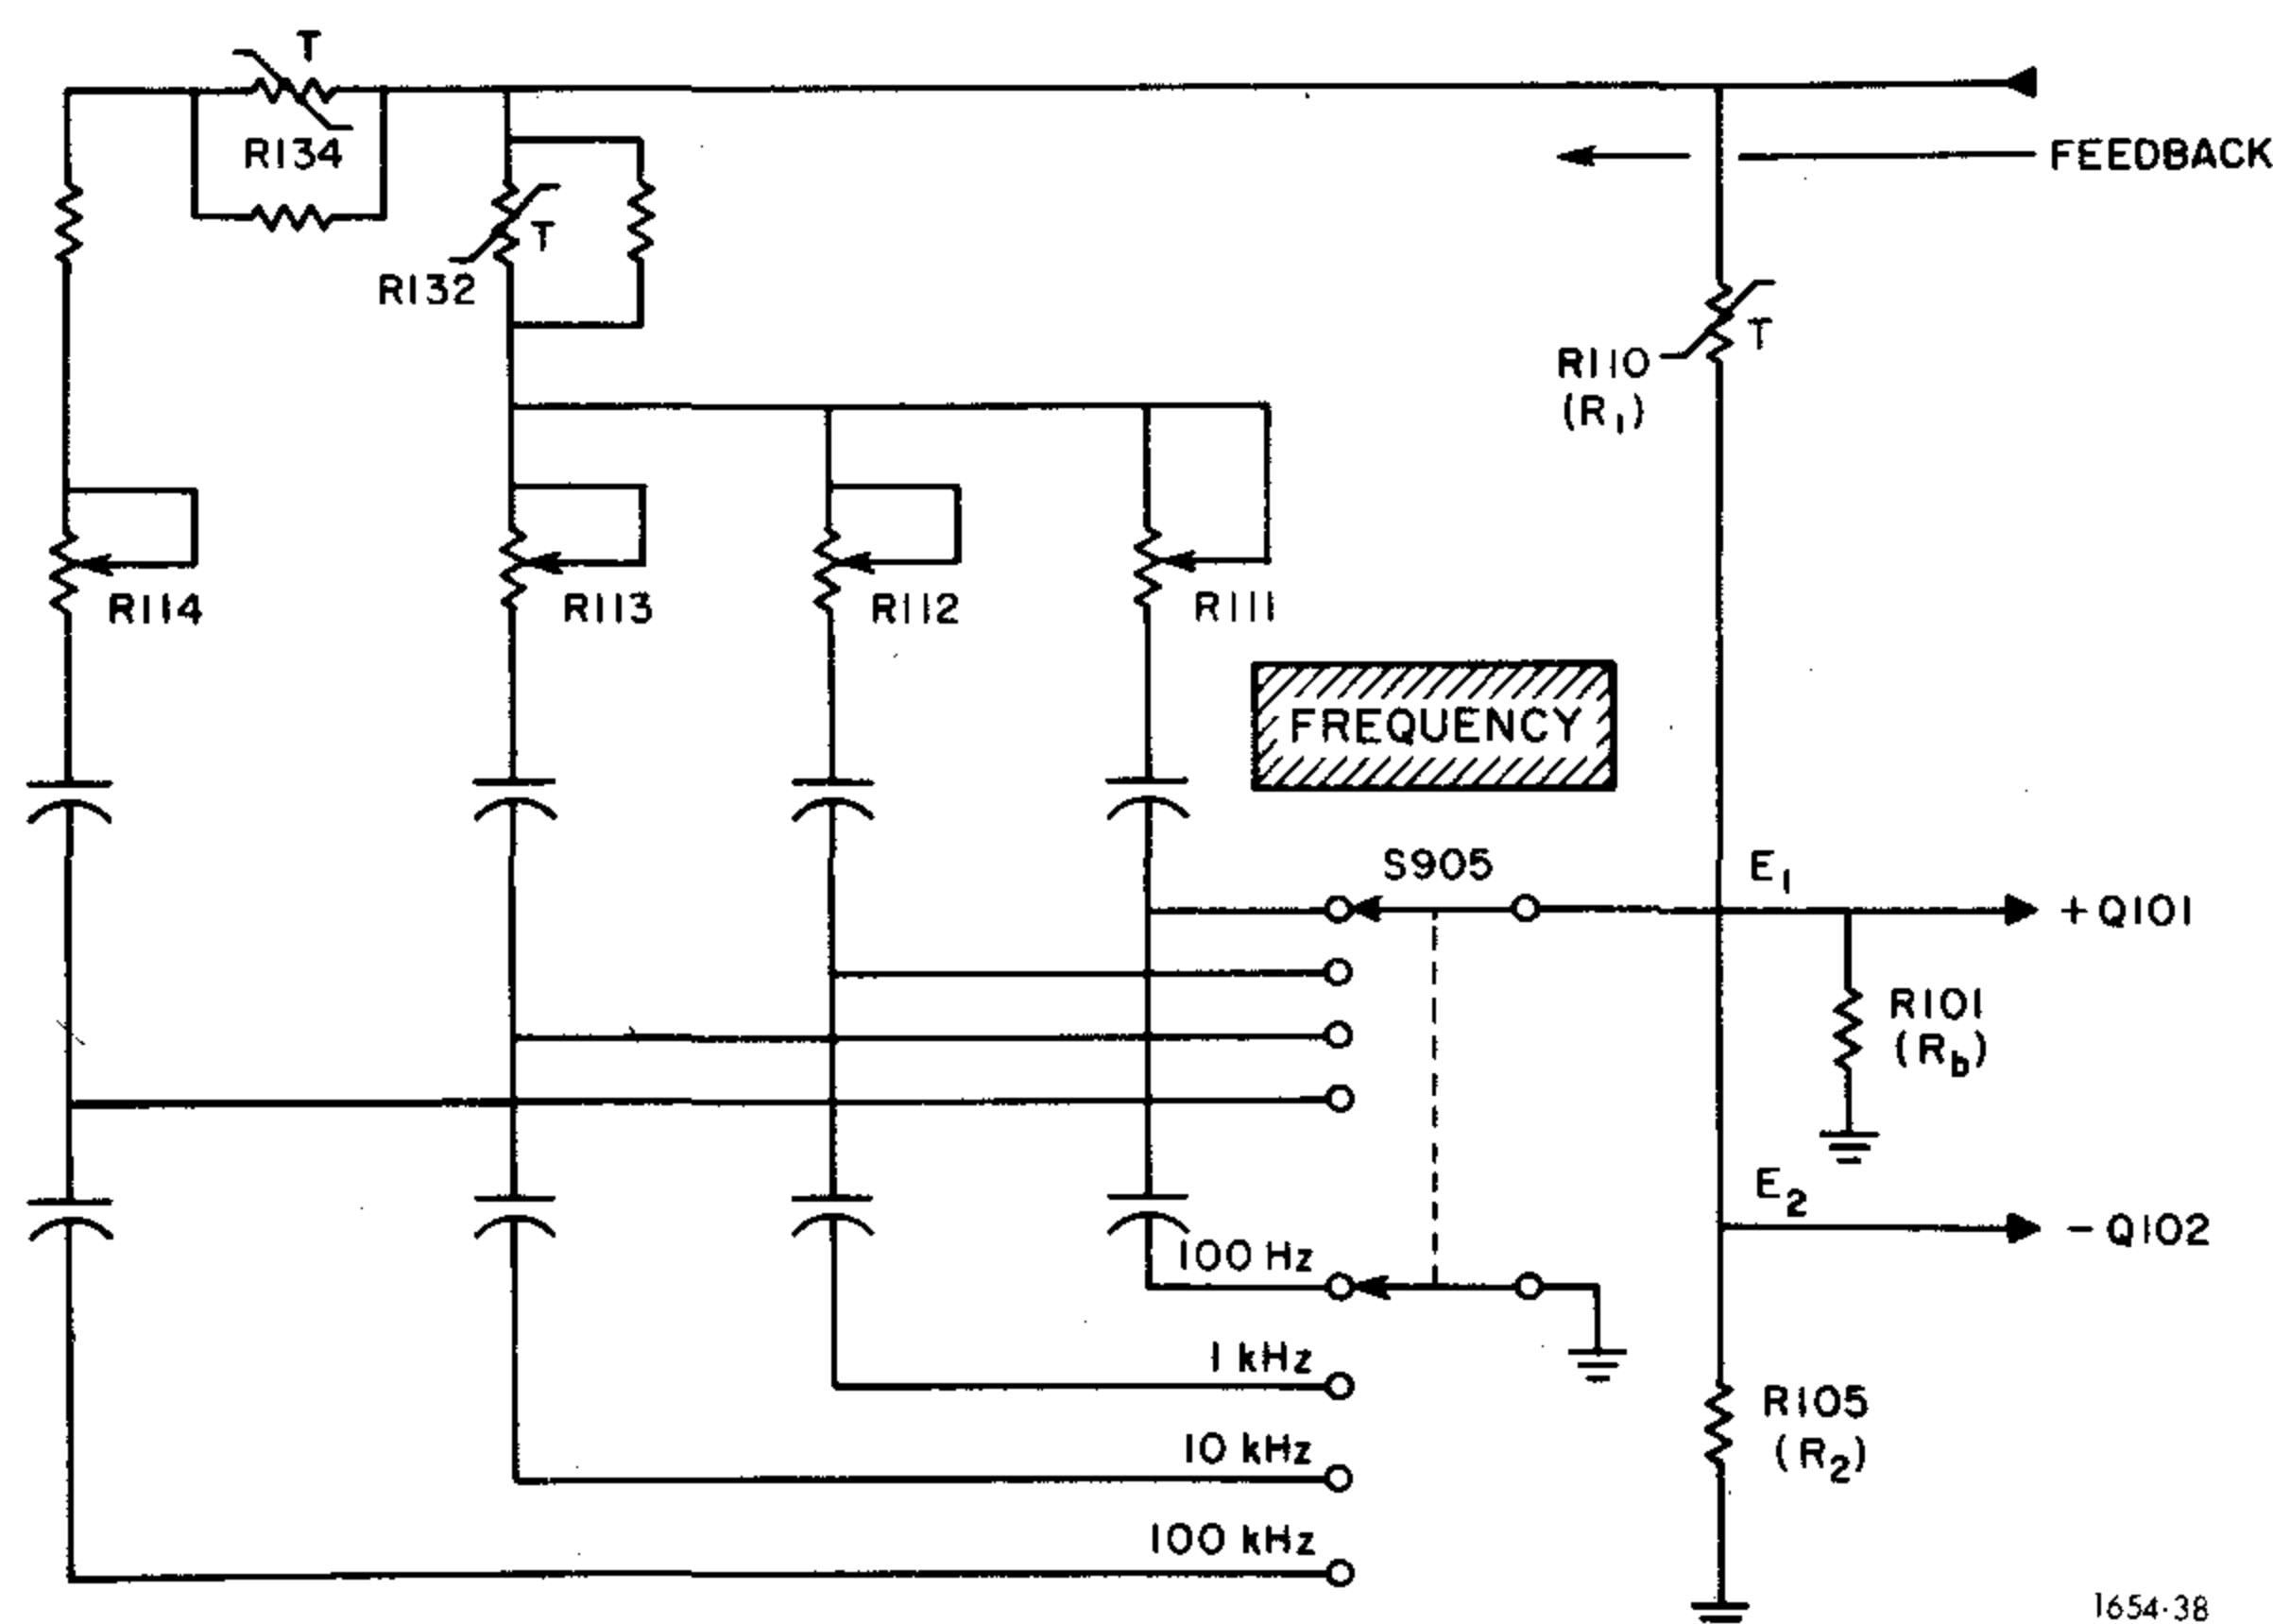 T
R134
FEEDBACK
T
R132
T
R110
(R1)
R114
R113
R112
R111
FREQUENCY
S905
E1
+Q101
R101
(Rb)
E2
-Q102
100 Hz
1 kHz
R105
(R2)
10 kHz
100 kHz
1654-38